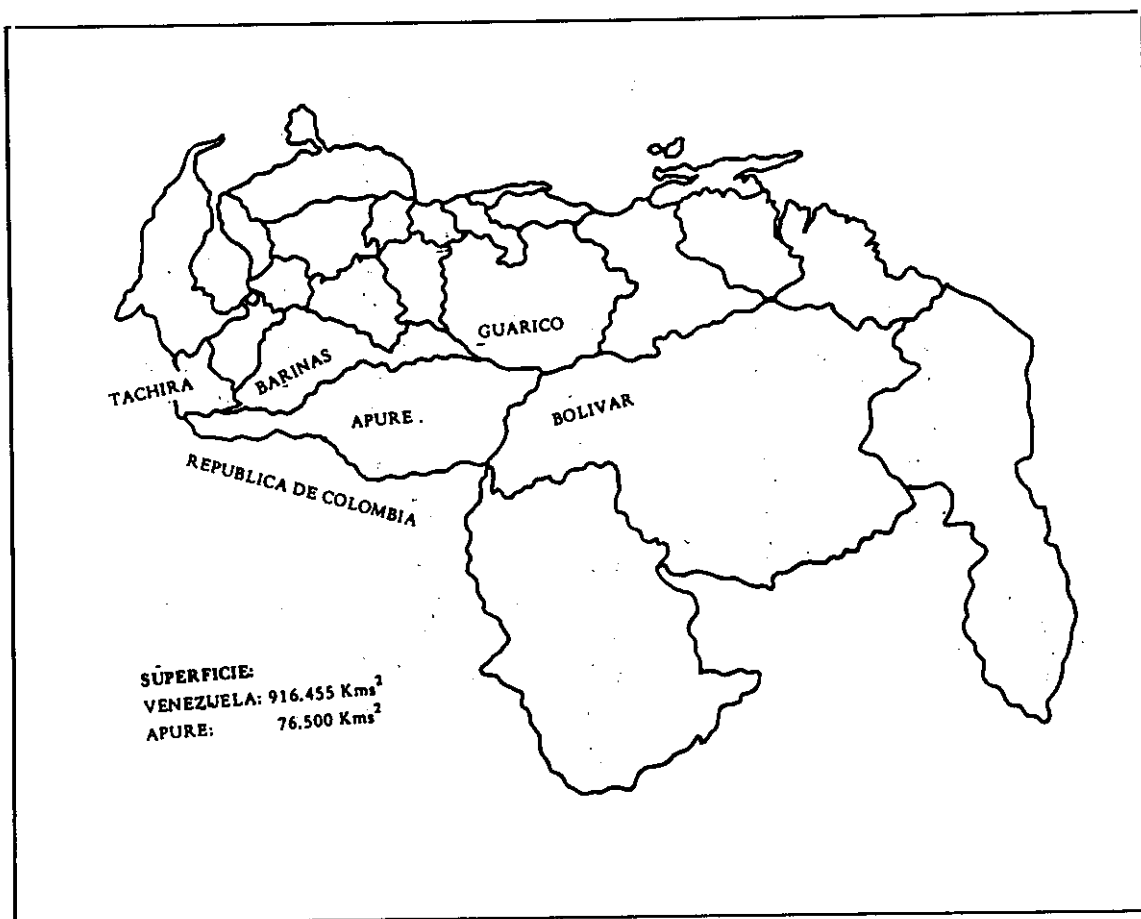 GUARICO
BARINAS
TACHIRA
APURE .
BOLIVAR
REPUBLICA DE COLOMBIA
SUPERFICIE:
VENEZUELA: 916.455 Kms²
APURE: 76.500 Kms²